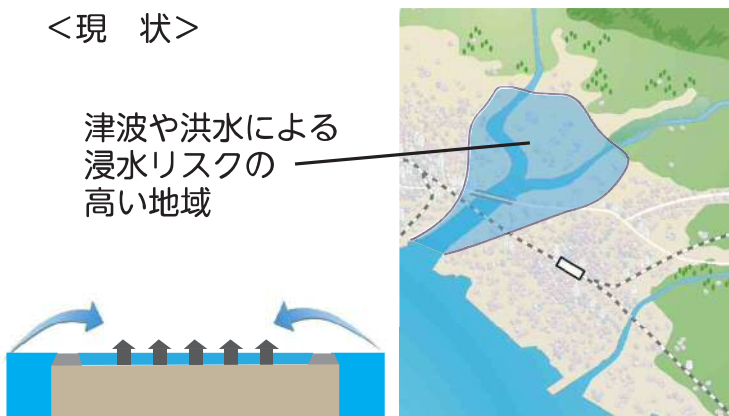 <現　状>
津波や洪水による
浸水リスクの
高い地域